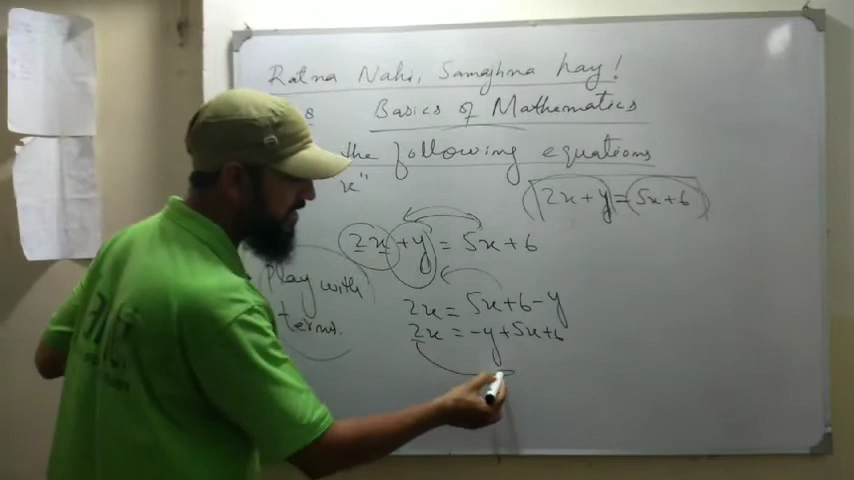 Ratna Nahi, Samajhna hay!
8 Basics of Mathematics
the following equations
x"
2x + y = 5x + 6
2x + y = 5x + 6
Play with
terms.
2x = 5x + 6 - y
2x = -y + 5x + 6